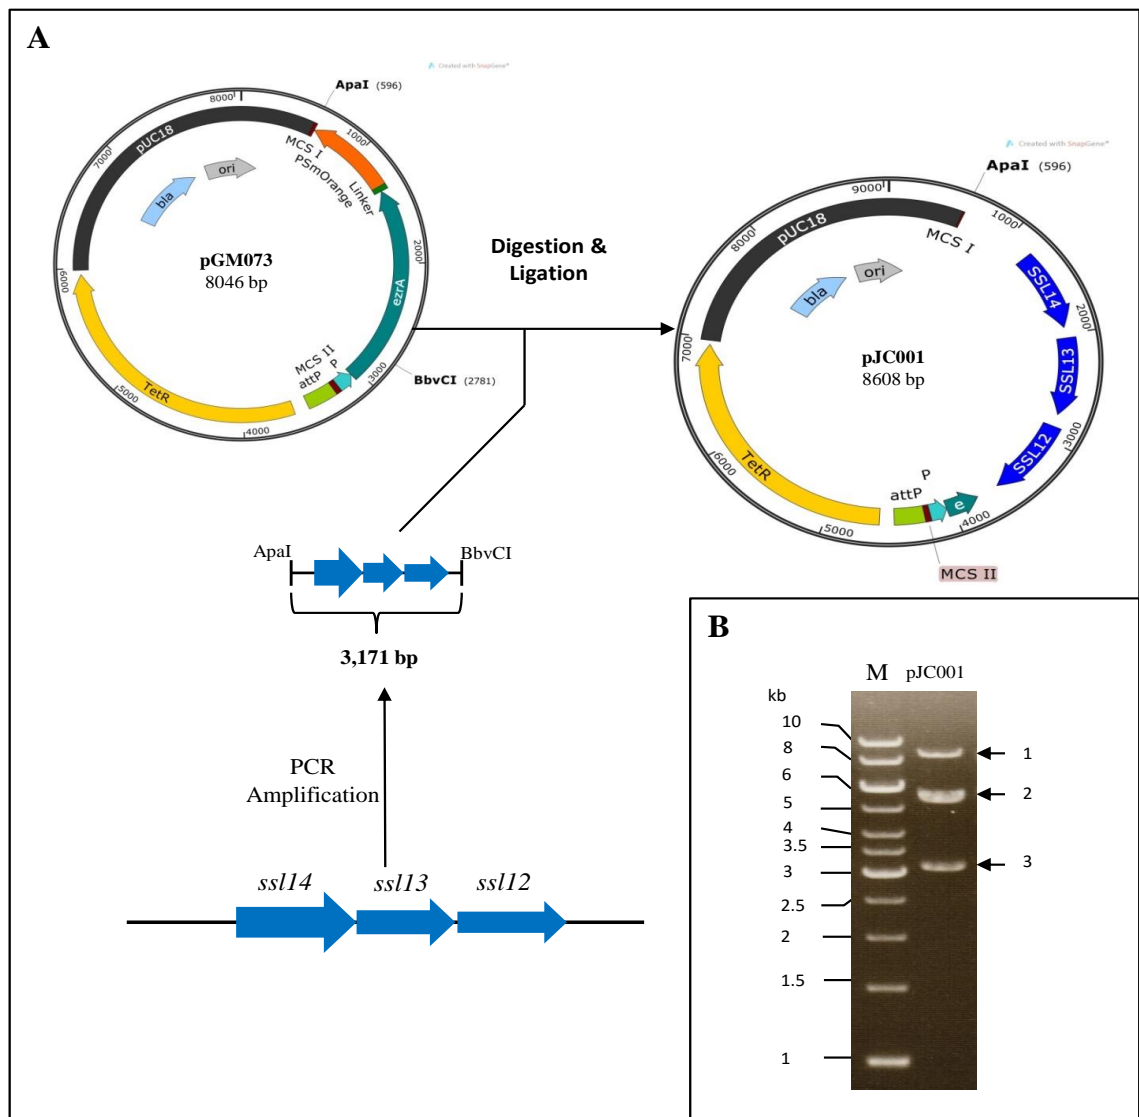 A
Created with SnapGene®
ApaI (596)
8000
1000
2000
3000
4000
5000
6000
7000
pUC18
MCS I
PSmOrange
Linker
ori
bla
pGM073
8046 bp
ezrA
TetR
MCS II
attP
P
BbvCI (2781)
Digestion &
Ligation
Created with SnapGene®
ApaI (596)
9000
1000
2000
3000
4000
5000
6000
7000
8000
pUC18
MCS I
ori
bla
SSL14
SSL13
SSL12
pJC001
8608 bp
TetR
attP
P
e
MCS II
ApaI
BbvCI
3,171 bp
PCR
Amplification
ssl14
ssl13
ssl12
B
M
pJC001
kb
10
8
6
5
4
3.5
3
2.5
2
1.5
1
1
2
3